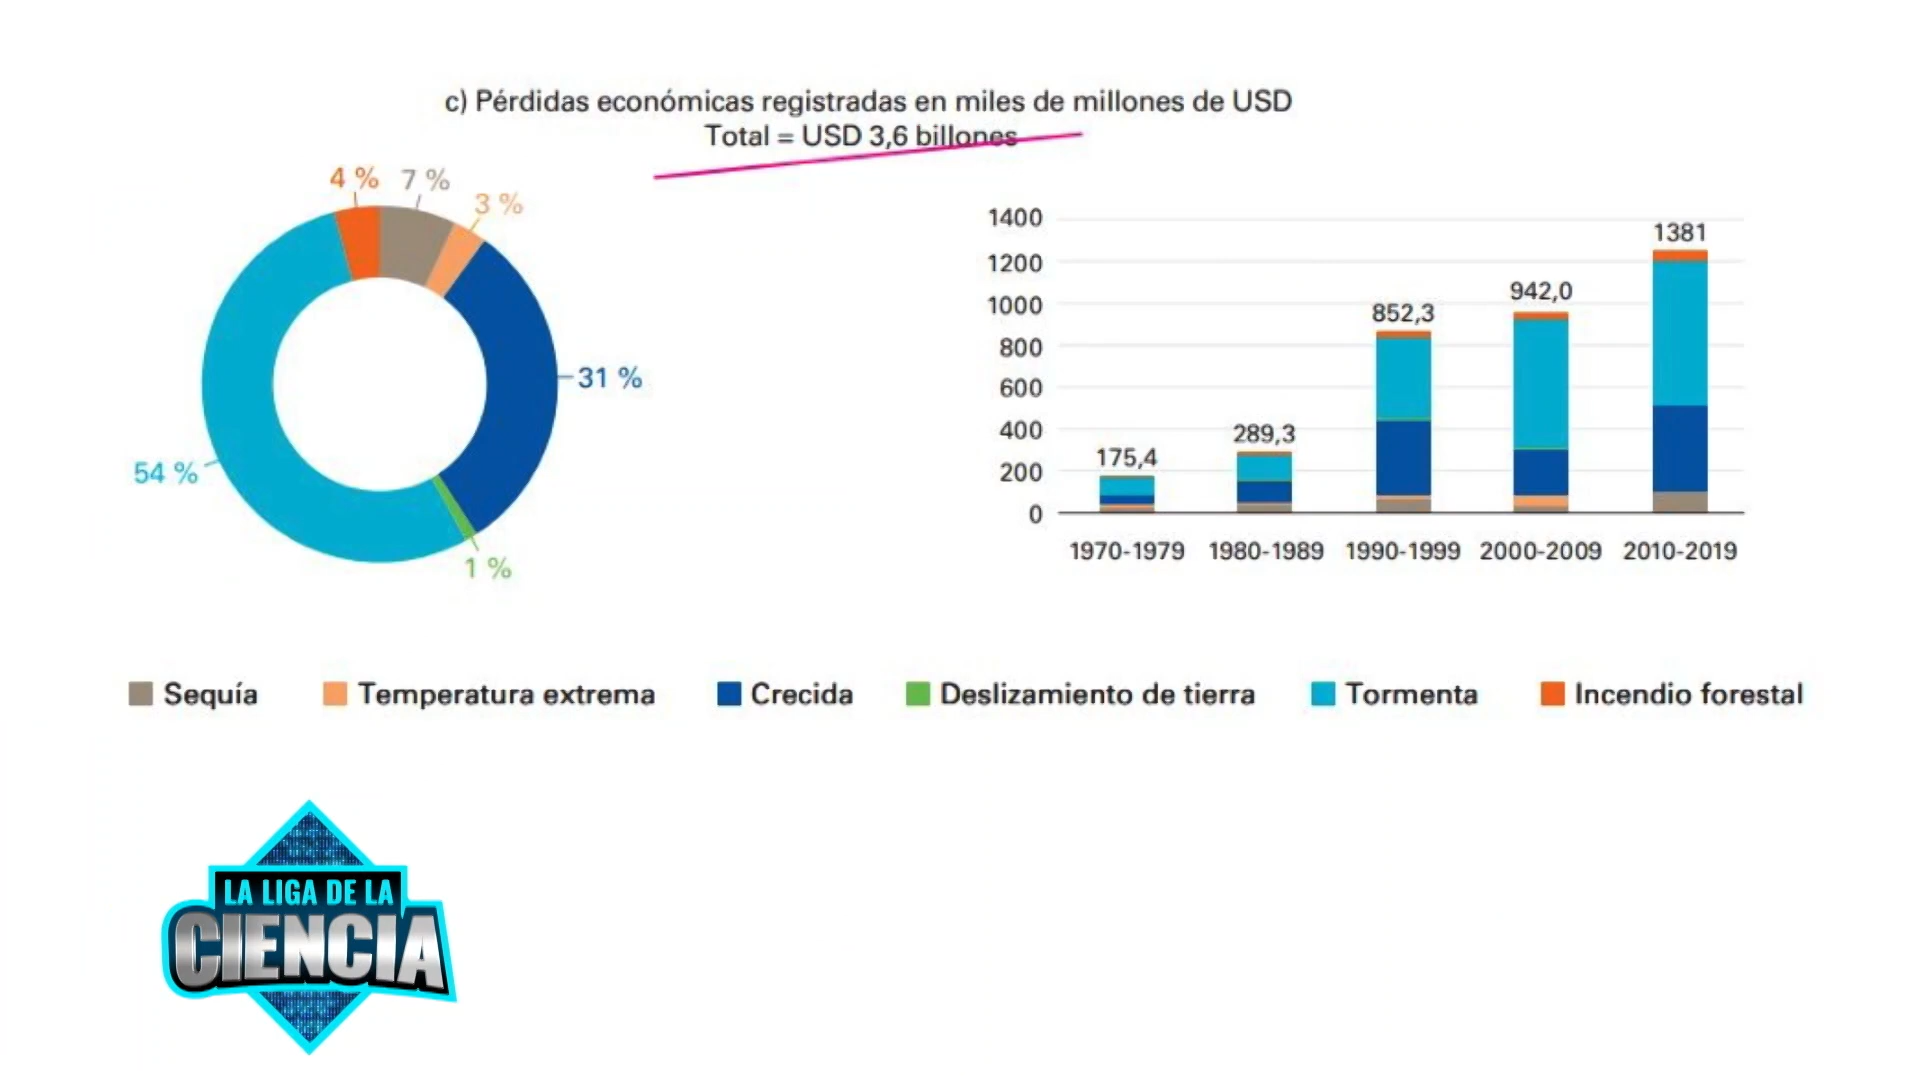 c) Pérdidas económicas registradas en miles de millones de USD
Total = USD 3,6 billones
4 %
7 %
3 %
31 %
54 %
1 %
1400
1200
1000
800
600
400
200
0
175,4
289,3
852,3
942,0
1381
1970-1979
1980-1989
1990-1999
2000-2009
2010-2019
Sequía
Temperatura extrema
Crecida
Deslizamiento de tierra
Tormenta
Incendio forestal
LA LIGA DE LA
CIENCIA